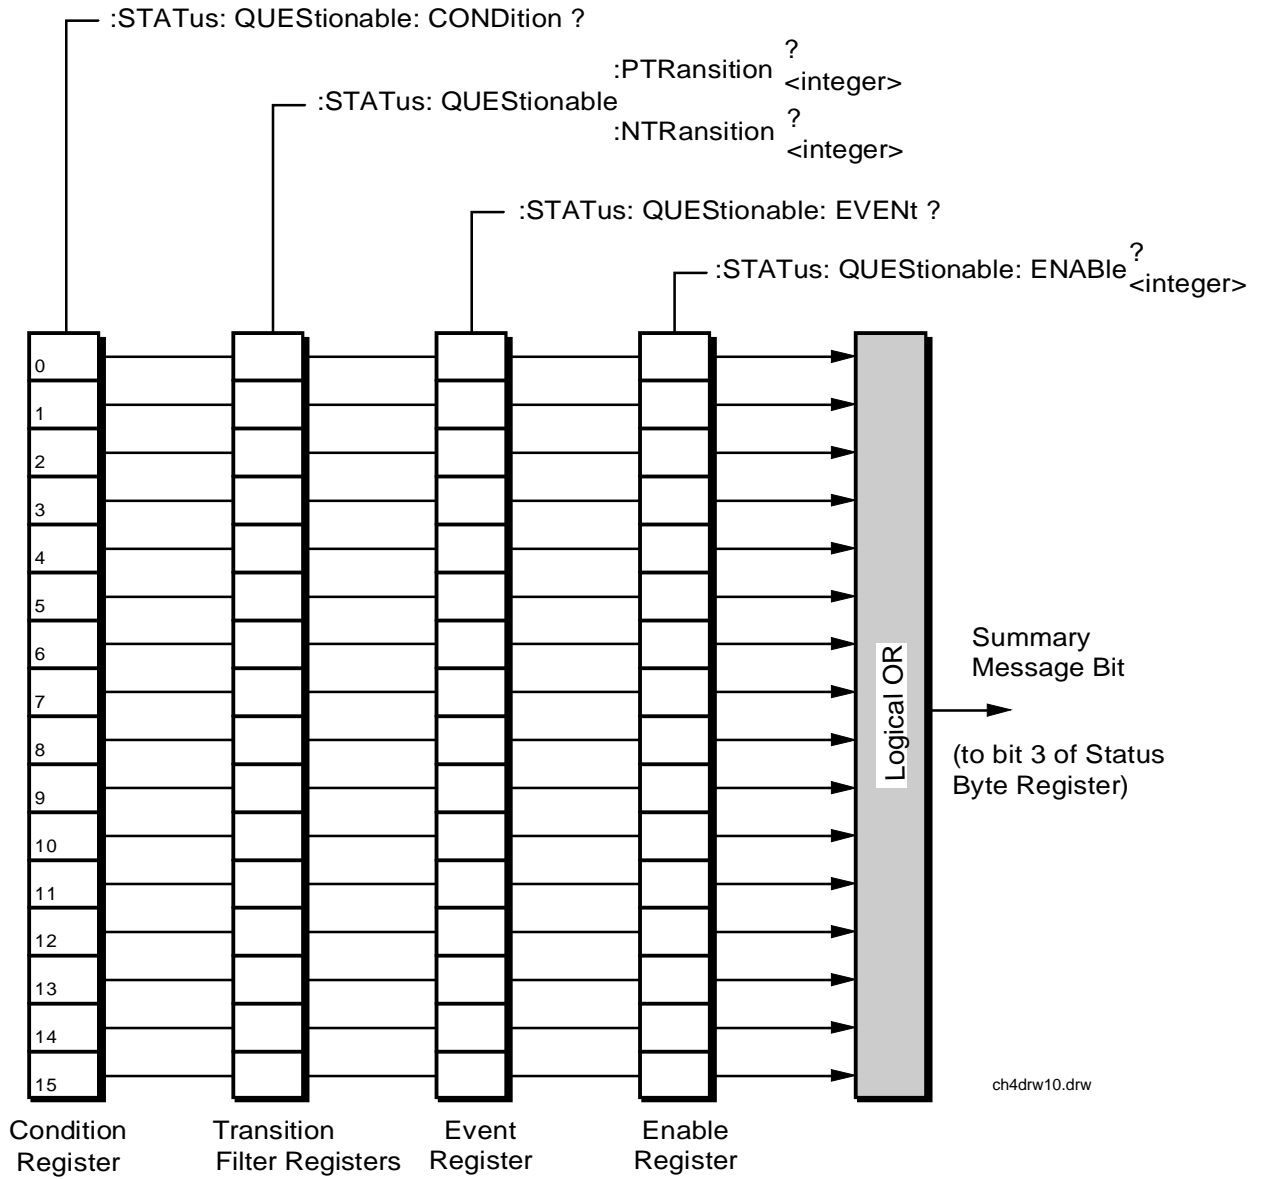 :STATus: QUEStionable: CONDition ?
?
:PTRansition
<integer>
:STATus: QUEStionable
?
:NTRansition
<integer>
:STATus: QUEStionable: EVENt ?
?
:STATus: QUEStionable: ENABle
<integer>
0
1
2
3
4
5
6
7
8
9
10
11
12
13
14
15
Logical OR
Summary
Message Bit
(to bit 3 of Status
Byte Register)
ch4drw10.drw
Condition
Register
Transition
Filter Registers
Event
Register
Enable
Register